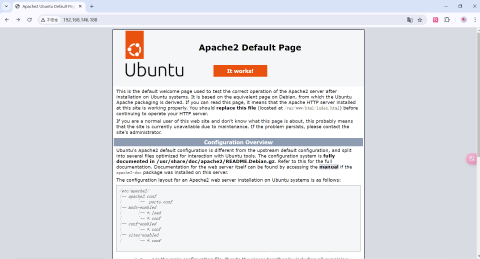 Apache2 Default Page
192.168.146.188
Apache2 Default Page
Ubuntu
It works!
This is the default welcome page used to test the correct operation of the Apache2 server after
installation on Ubuntu systems. It is based on the equivalent page on Debian, from which the Ubuntu
Apache packaging is derived. If you can read this page, it means that the Apache HTTP server installed
at this site is working properly. You should replace this file (located at /var/www/html/index.html) before
continuing to operate your HTTP server.
If you are a normal user of this web site and don't know what this page is about, this probably means
that the site is currently unavailable due to maintenance. If the problem persists, please contact the
site's administrator.
Configuration Overview
Ubuntu's Apache2 default configuration is different from the upstream default configuration, and split
into several files optimized for interaction with Ubuntu tools. The configuration system is fully
documented in /usr/share/doc/apache2/README.Debian.gz. Refer to this for the full
documentation. Documentation for the web server itself can be found by accessing the manual if the
apache2-doc package was installed on this server.
The configuration layout for an Apache2 web server installation on Ubuntu systems is as follows:
/etc/apache2/
|-- apache2.conf
|       `-- ports.conf
|-- mods-enabled
|       |-- *.load
|       `-- *.conf
|-- conf-enabled
|       `-- *.conf
|-- sites-enabled
|       `-- *.conf